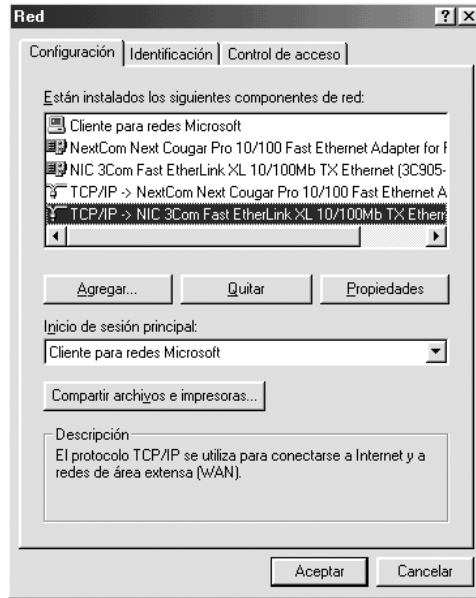 Red
Configuración Identificación Control de acceso
Están instalados los siguientes componentes de red:
Cliente para redes Microsoft
NextCom Next Cougar Pro 10/100 Fast Ethernet Adapter for F
NIC 3Com Fast EtherLink XL 10/100Mb TX Ethernet (3C905-
TCP/IP -> NextCom Next Cougar Pro 10/100 Fast Ethernet A
TCP/IP -> NIC 3Com Fast EtherLink XL 10/100Mb TX Ethern
Agregar... Quitar Propiedades
Inicio de sesión principal:
Cliente para redes Microsoft
Compartir archivos e impresoras...
Descripción
El protocolo TCP/IP se utiliza para conectarse a Internet y a
redes de área extensa (WAN).
Aceptar Cancelar